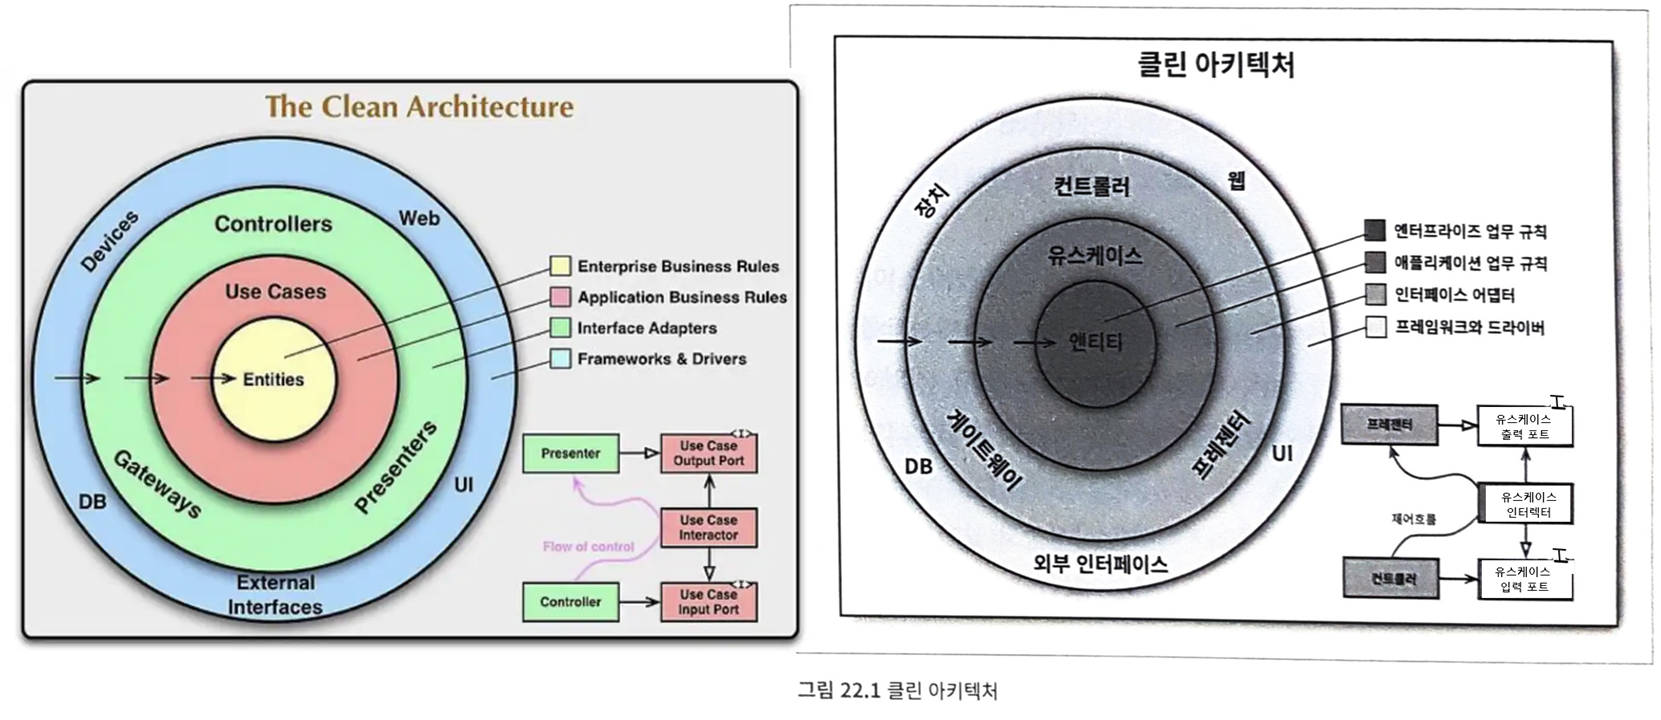 The Clean Architecture
Devices
Controllers
Web
Use Cases
Entities
Gateways
Presenters
DB
UI
External
Interfaces
Enterprise Business Rules
Application Business Rules
Interface Adapters
Frameworks & Drivers
Presenter
<I>
Use Case
Output Port
Use Case
Interactor
Flow of control
Controller
<I>
Use Case
Input Port
클린 아키텍처
장치
컨트롤러
웹
유스케이스
앤티티
게이트웨이
프레젠터
DB
UI
외부 인터페이스
엔터프라이즈 업무 규칙
애플리케이션 업무 규칙
인터페이스 어댑터
프레임워크와 드라이버
프레젠터
I
유스케이스
출력 포트
유스케이스
인터렉터
제어흐름
컨트롤러
I
유스케이스
입력 포트
그림 22.1 클린 아키텍처